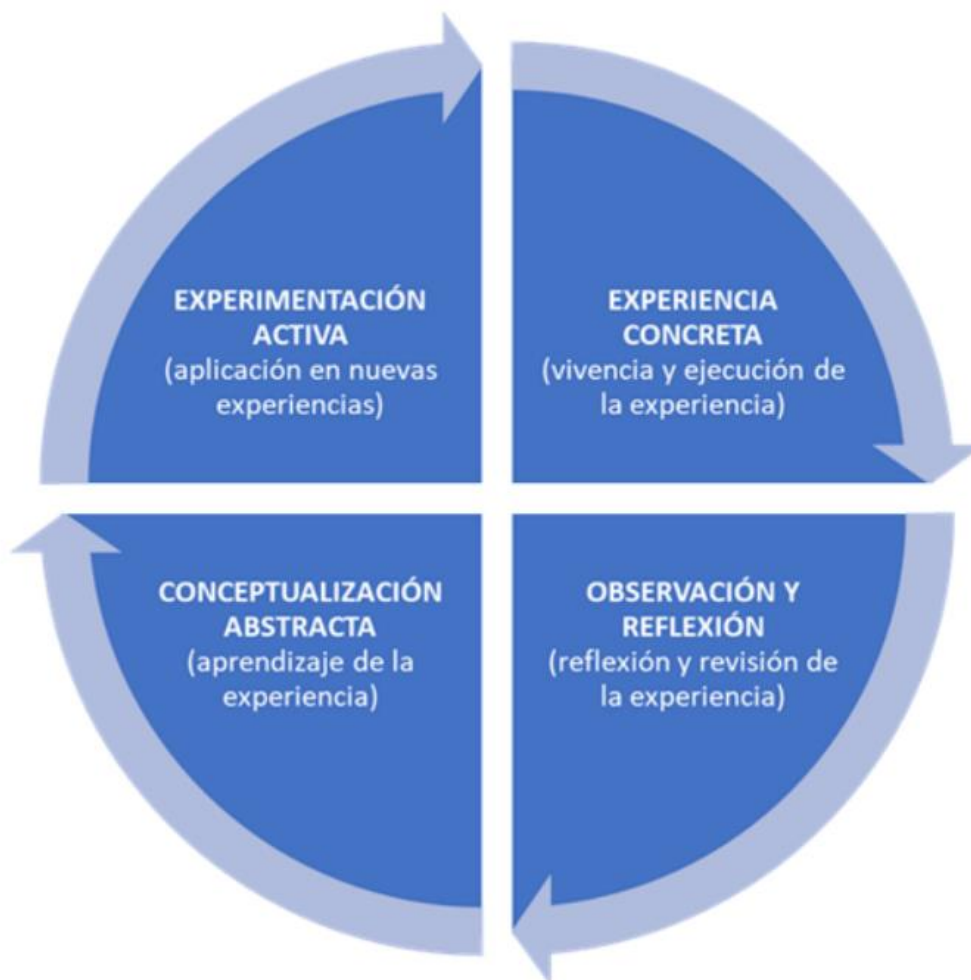 EXPERIMENTACIÓN
ACTIVA
(aplicación en nuevas
experiencias)
EXPERIENCIA
CONCRETA
(vivencia y ejecución de
la experiencia)
CONCEPTUALIZACIÓN
ABSTRACTA
(aprendizaje de la
experiencia)
OBSERVACIÓN Y
REFLEXIÓN
(reflexión y revisión de
la experiencia)